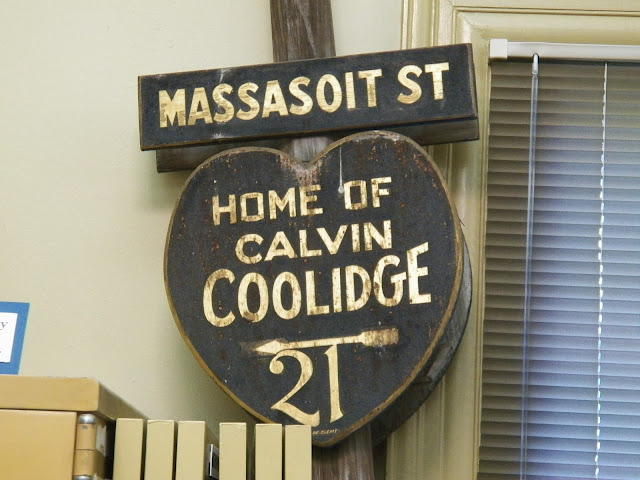 MASSASOIT ST
HOME OF
CALVIN
COOLIDGE
21